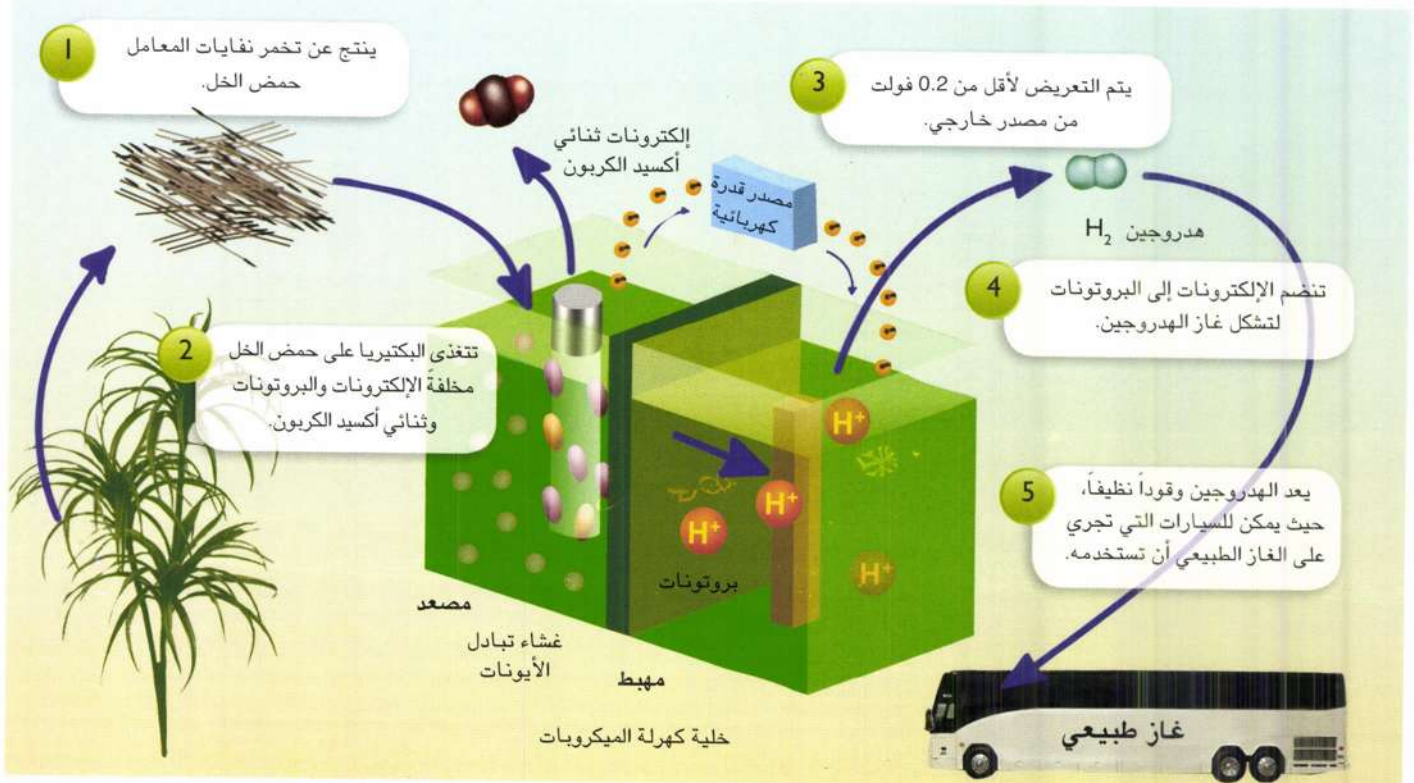 1
ينتج عن تخمر نفايات المعامل
حمض الخل.
2
تتغذى البكتيريا على حمض الخل
مخلفةً الإلكترونات والبروتونات
وثنائي أكسيد الكربون.
إلكترونات ثنائي
أكسيد الكربون
مصدر قدرة
كهربائية
3
يتم التعريض لأقل من 0.2 فولت
من مصدر خارجي.
هدروجين H₂
4
تنضم الإلكترونات إلى البروتونات
لتشكل غاز الهدروجين.
5
يعد الهدروجين وقوداً نظيفاً،
حيث يمكن للسيارات التي تجري
على الغاز الطبيعي أن تستخدمه.
H⁺
H⁺
H⁺
H⁺
بروتونات
مصعد
غشاء تبادل
الأيونات
مهبط
خلية كهرلة الميكروبات
غاز طبيعي